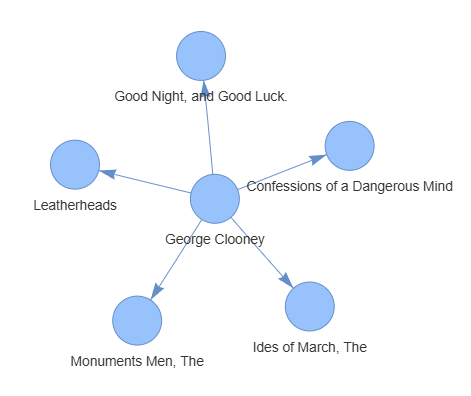 Good Night, and Good Luck.
Confessions of a Dangerous Mind
Leatherheads
George Clooney
Ides of March, The
Monuments Men, The